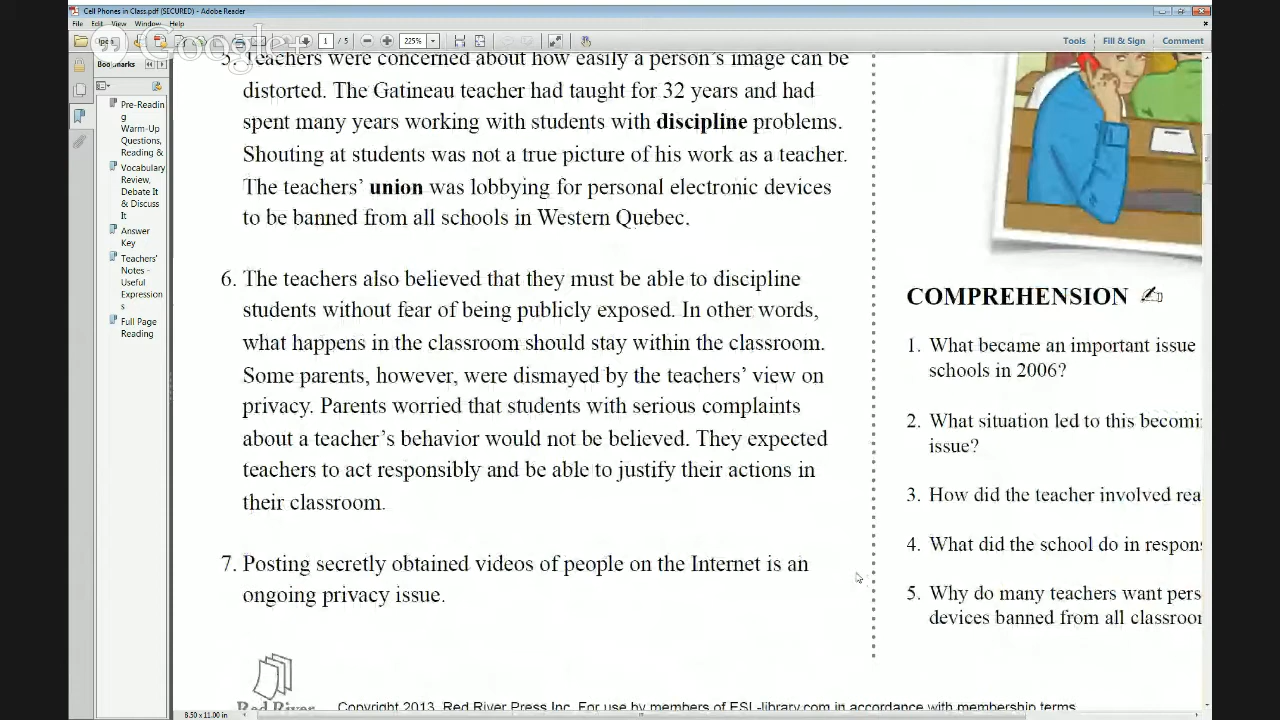 Cell Phones in Class.pdf (SECURED) - Adobe Reader
File Edit View Window Help
Open 1 / 5 225% Tools Fill & Sign Comment
Google+
Bookmarks
Pre-Readin
g
Warm-Up
Questions,
Reading &
Vocabulary
Review,
Debate It
& Discuss
It
Answer
Key
Teachers'
Notes -
Useful
Expression
s
Full Page
Reading
5. Teachers were concerned about how easily a person's image can be
distorted. The Gatineau teacher had taught for 32 years and had
spent many years working with students with discipline problems.
Shouting at students was not a true picture of his work as a teacher.
The teachers' union was lobbying for personal electronic devices
to be banned from all schools in Western Quebec.
6. The teachers also believed that they must be able to discipline
students without fear of being publicly exposed. In other words,
what happens in the classroom should stay within the classroom.
Some parents, however, were dismayed by the teachers' view on
privacy. Parents worried that students with serious complaints
about a teacher's behavior would not be believed. They expected
teachers to act responsibly and be able to justify their actions in
their classroom.
7. Posting secretly obtained videos of people on the Internet is an
ongoing privacy issue.
COMPREHENSION
1. What became an important issue
schools in 2006?
2. What situation led to this becomi
issue?
3. How did the teacher involved rea
4. What did the school do in respon
5. Why do many teachers want pers
devices banned from all classroo
Red River
Copyright 2013, Red River Press Inc. For use by members of ESL-library.com in accordance with membership terms.
8.50 x 11.00 in